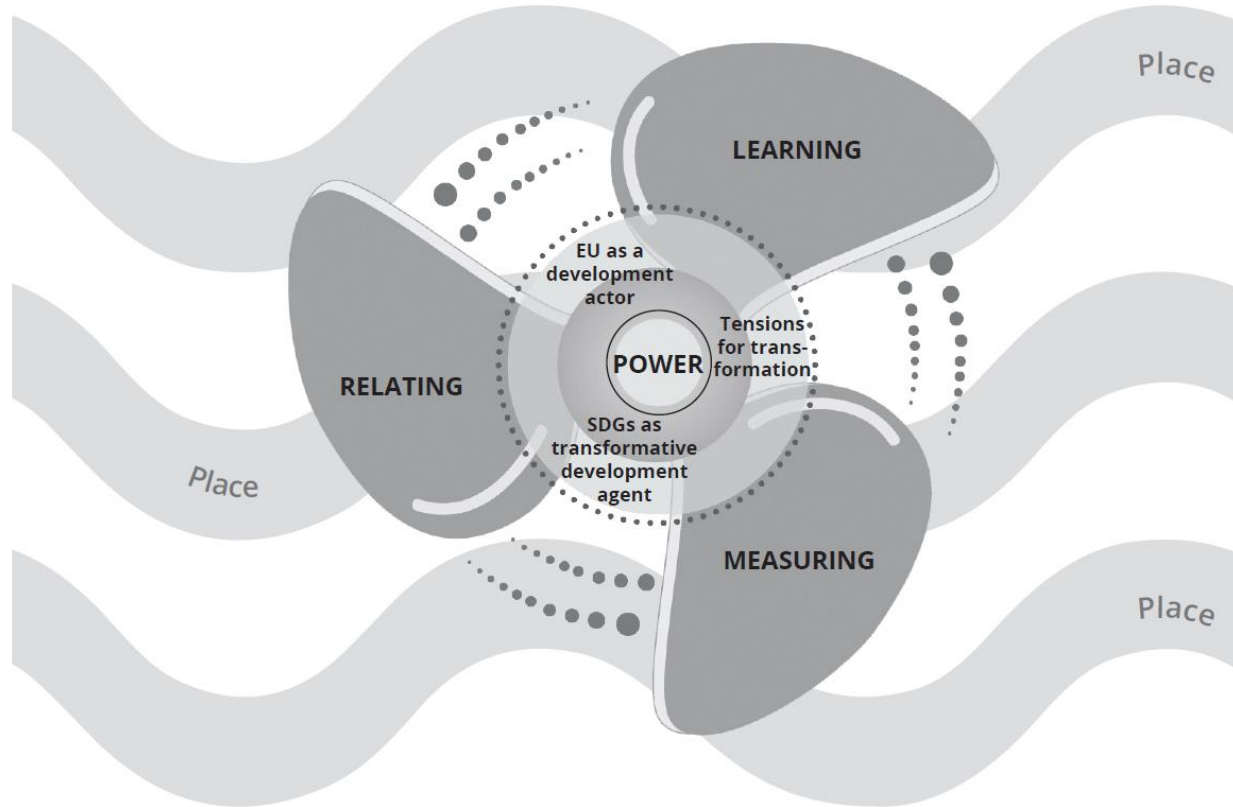 Place
LEARNING
EU as a
development
actor
Tensions
for trans-
formation
POWER
RELATING
SDGs as
transformative
development
agent
Place
MEASURING
Place